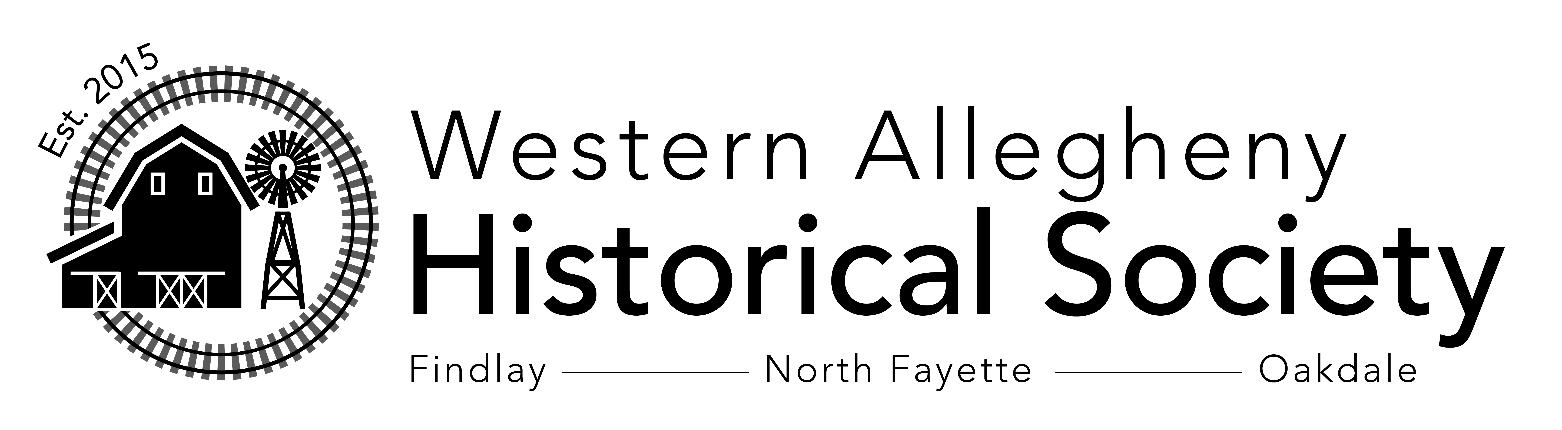 Est. 2015
Western Allegheny
Historical Society
Findlay North Fayette Oakdale